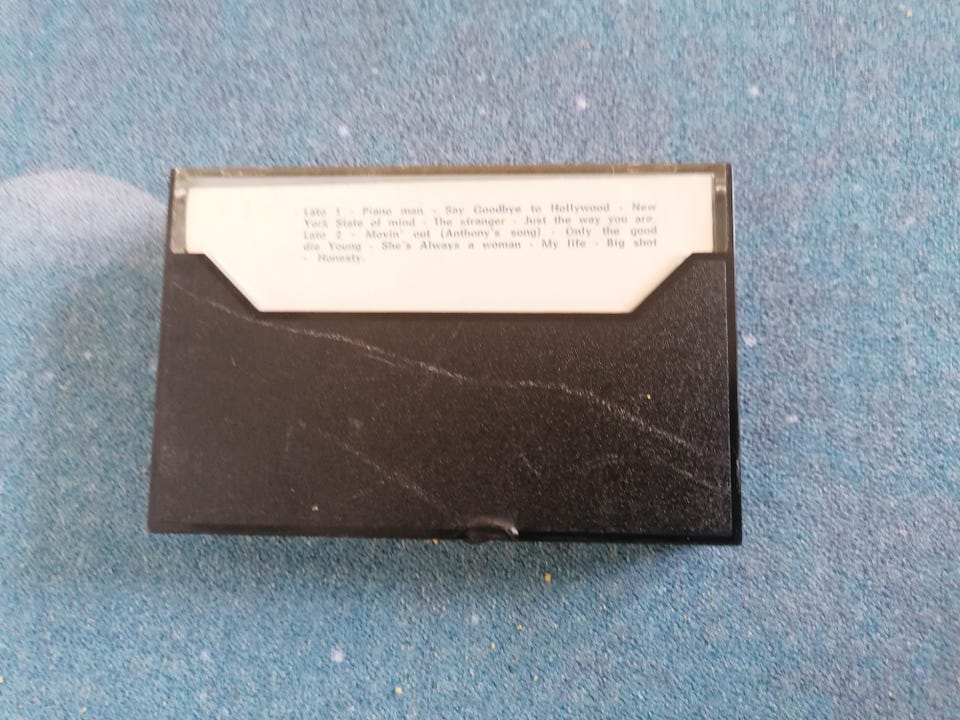 Lato 1 - Piano man - Say Goodbye to Hollywood - New
York State of mind - The stranger - Just the way you are.
Lato 2 - Movin' out (Anthony's song) - Only the good
die Young - She's Always a woman - My life - Big shot
- Honesty.